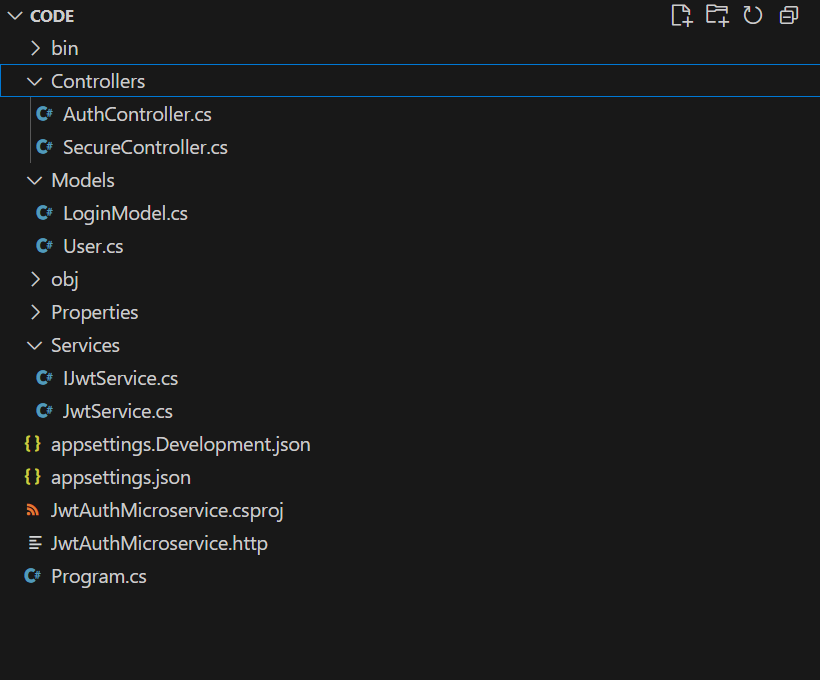 CODE
bin
Controllers
C# AuthController.cs
C# SecureController.cs
Models
C# LoginModel.cs
C# User.cs
obj
Properties
Services
C# IJwtService.cs
C# JwtService.cs
{} appsettings.Development.json
{} appsettings.json
JwtAuthMicroservice.csproj
JwtAuthMicroservice.http
C# Program.cs